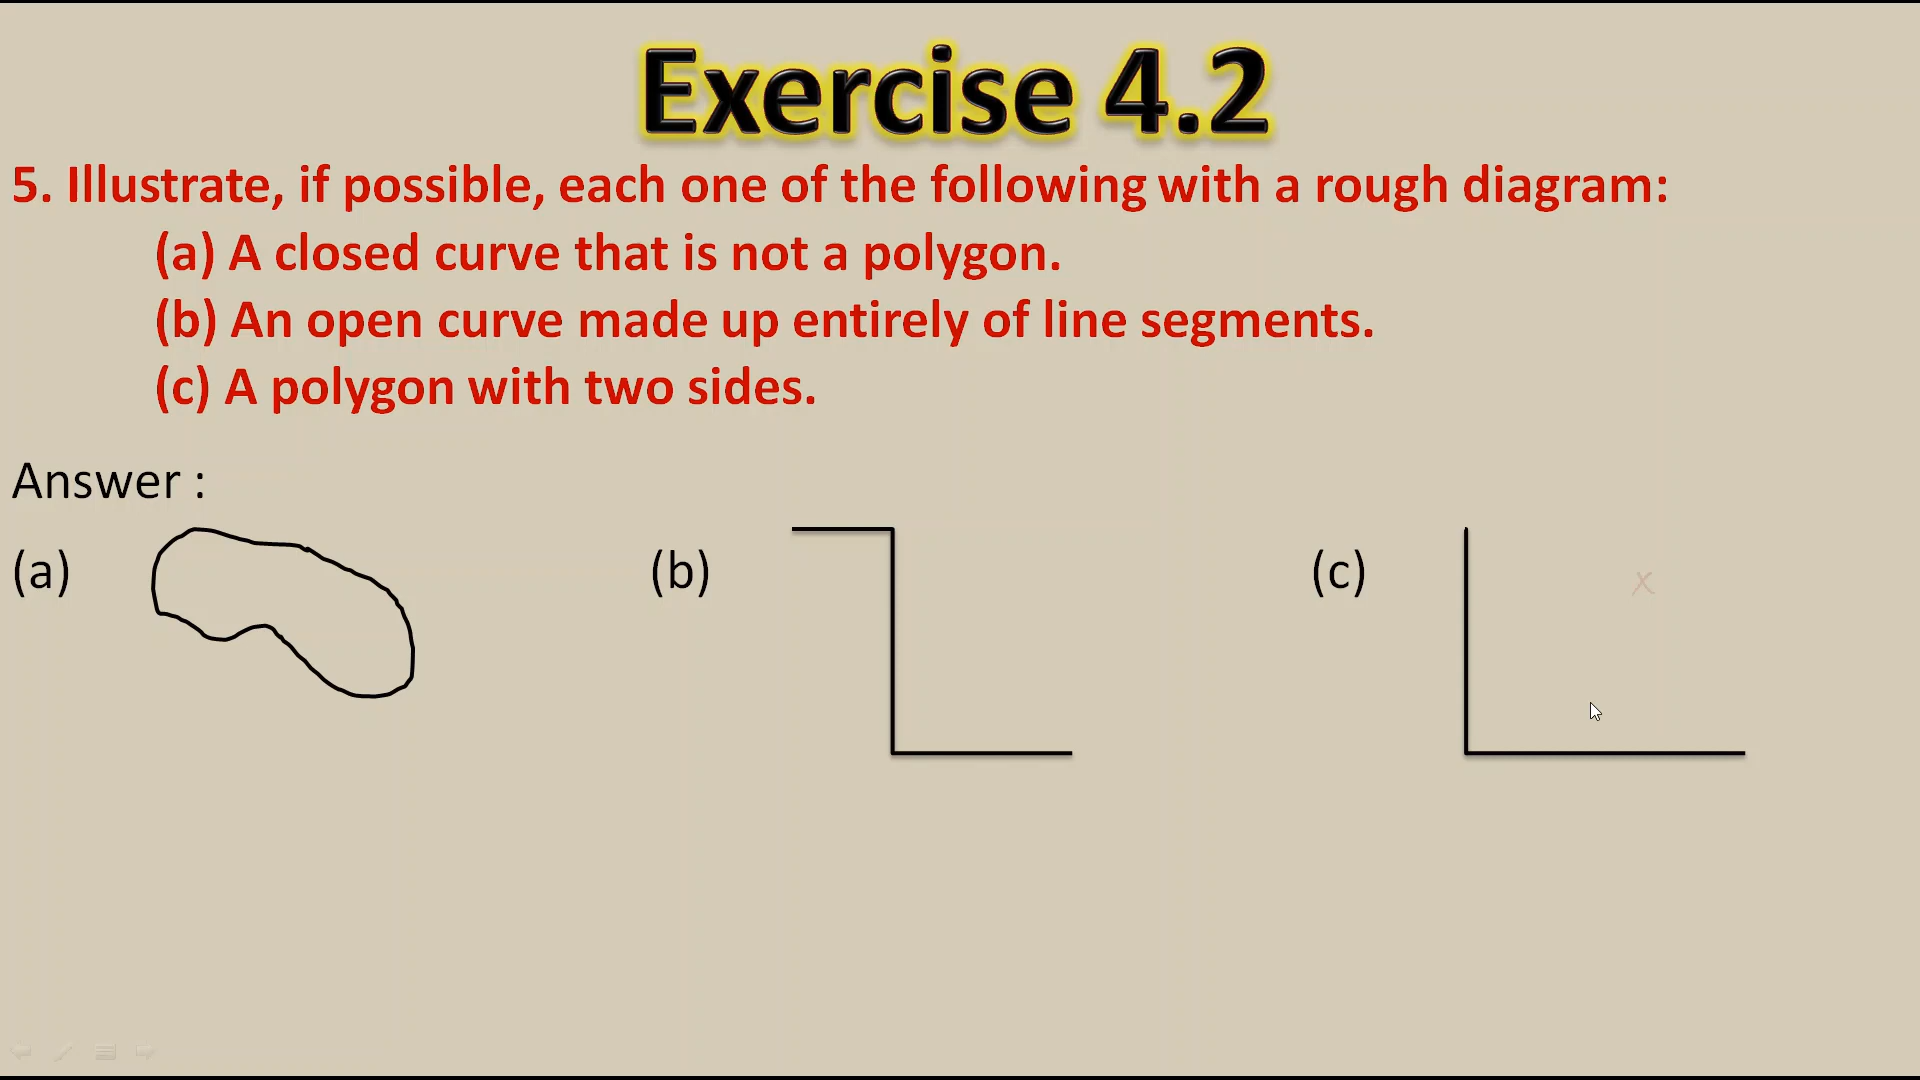 Exercise 4.2
5. Illustrate, if possible, each one of the following with a rough diagram:
(a) A closed curve that is not a polygon.
(b) An open curve made up entirely of line segments.
(c) A polygon with two sides.
Answer :
(a)
(b)
(c)
x